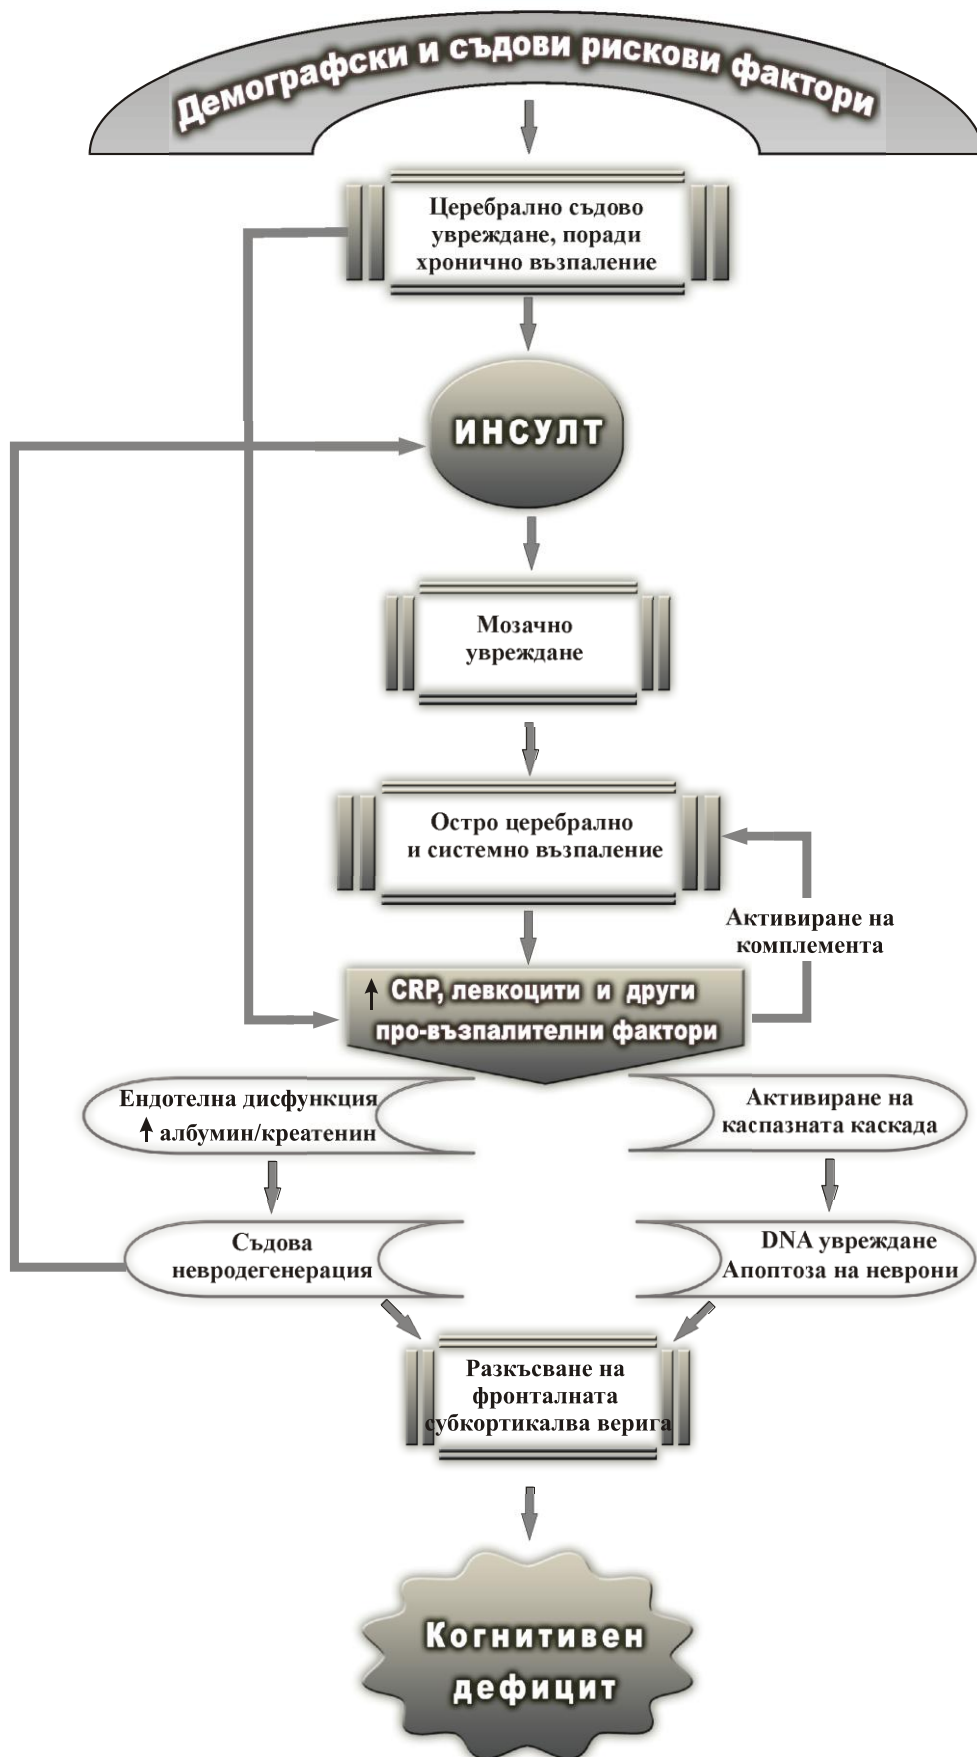 Демографски и съдови рискови фактори
Церебрално съдово
увреждане, поради
хронично възпаление
ИНСУЛТ
Мозачно
увреждане
Остро церебрално
и системно възпаление
Активиране на
комплемента
↑ CRP, левкоцити и други
про-възпалителни фактори
Ендотелна дисфункция
↑ албумин/креатенин
Активиране на
каспазната каскада
Съдова
невродегенерация
DNA увреждане
Апоптоза на неврони
Разкъсване на
фронталната
субкортикалва верига
Когнитивен
дефицит